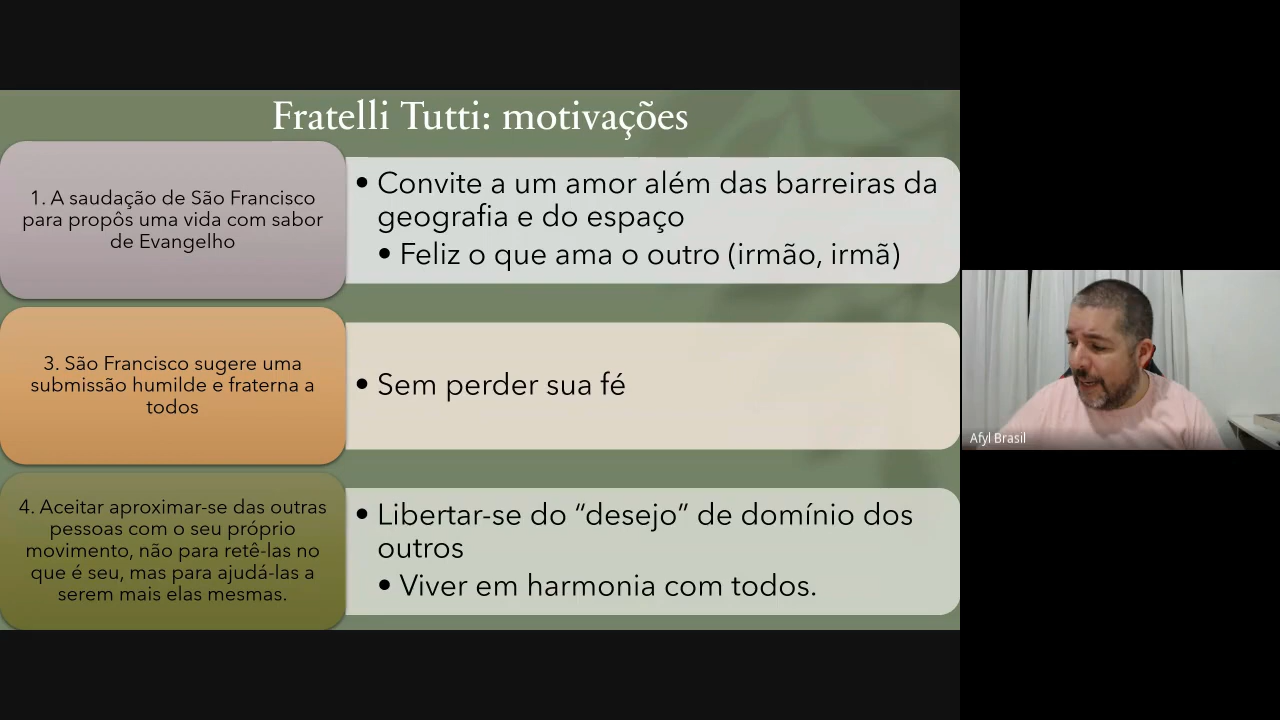 Fratelli Tutti: motivações
1. A saudação de São Francisco
para propôs uma vida com sabor
de Evangelho
• Convite a um amor além das barreiras da
geografia e do espaço
• Feliz o que ama o outro (irmão, irmã)
3. São Francisco sugere uma
submissão humilde e fraterna a
todos
• Sem perder sua fé
4. Aceitar aproximar-se das outras
pessoas com o seu próprio
movimento, não para retê-las no
que é seu, mas para ajudá-las a
serem mais elas mesmas.
• Libertar-se do “desejo” de domínio dos
outros
• Viver em harmonia com todos.
Afyl Brasil